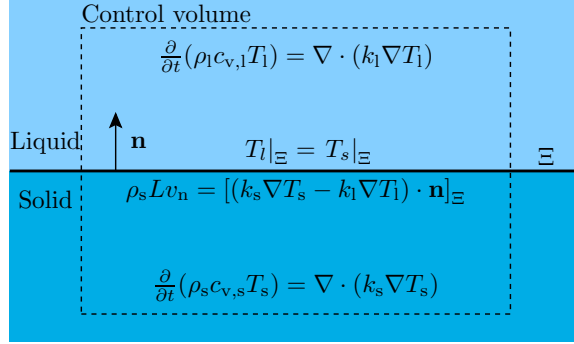 Control volume
∂/∂t(ρ_l c_{v,l} T_l) = ∇ · (k_l ∇T_l)
Liquid
n
T_l|_Ξ = T_s|_Ξ
Ξ
Solid
ρ_s L v_n = [(k_s ∇T_s − k_l ∇T_l) · n]_Ξ
∂/∂t(ρ_s c_{v,s} T_s) = ∇ · (k_s ∇T_s)